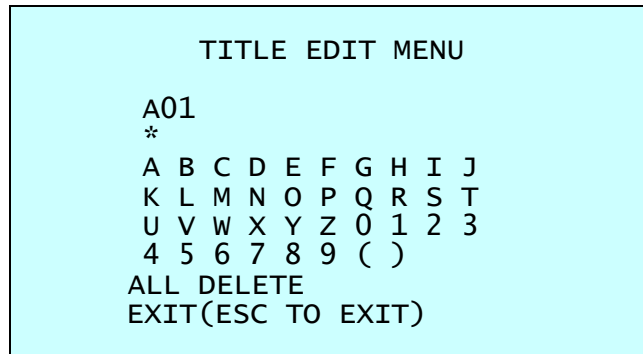 TITLE EDIT MENU
A01
*
A B C D E F G H I J
K L M N O P Q R S T
U V W X Y Z 0 1 2 3
4 5 6 7 8 9 ( )
ALL DELETE
EXIT(ESC TO EXIT)